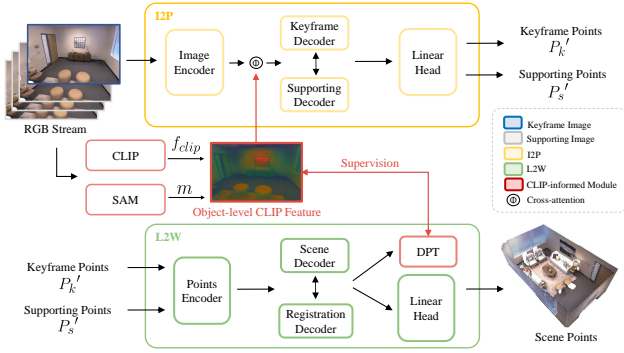 I2P
Image
Encoder
Φ
Keyframe
Decoder
Supporting
Decoder
Linear
Head
Keyframe Points
P_k′
Supporting Points
P_s′
RGB Stream
CLIP
f_clip
SAM
m
Object-level CLIP Feature
Supervision
Keyframe Image
Supporting Image
I2P
L2W
CLIP-informed Module
Φ Cross-attention
L2W
Keyframe Points
P_k′
Supporting Points
P_s′
Points
Encoder
Scene
Decoder
Registration
Decoder
DPT
Linear
Head
Scene Points